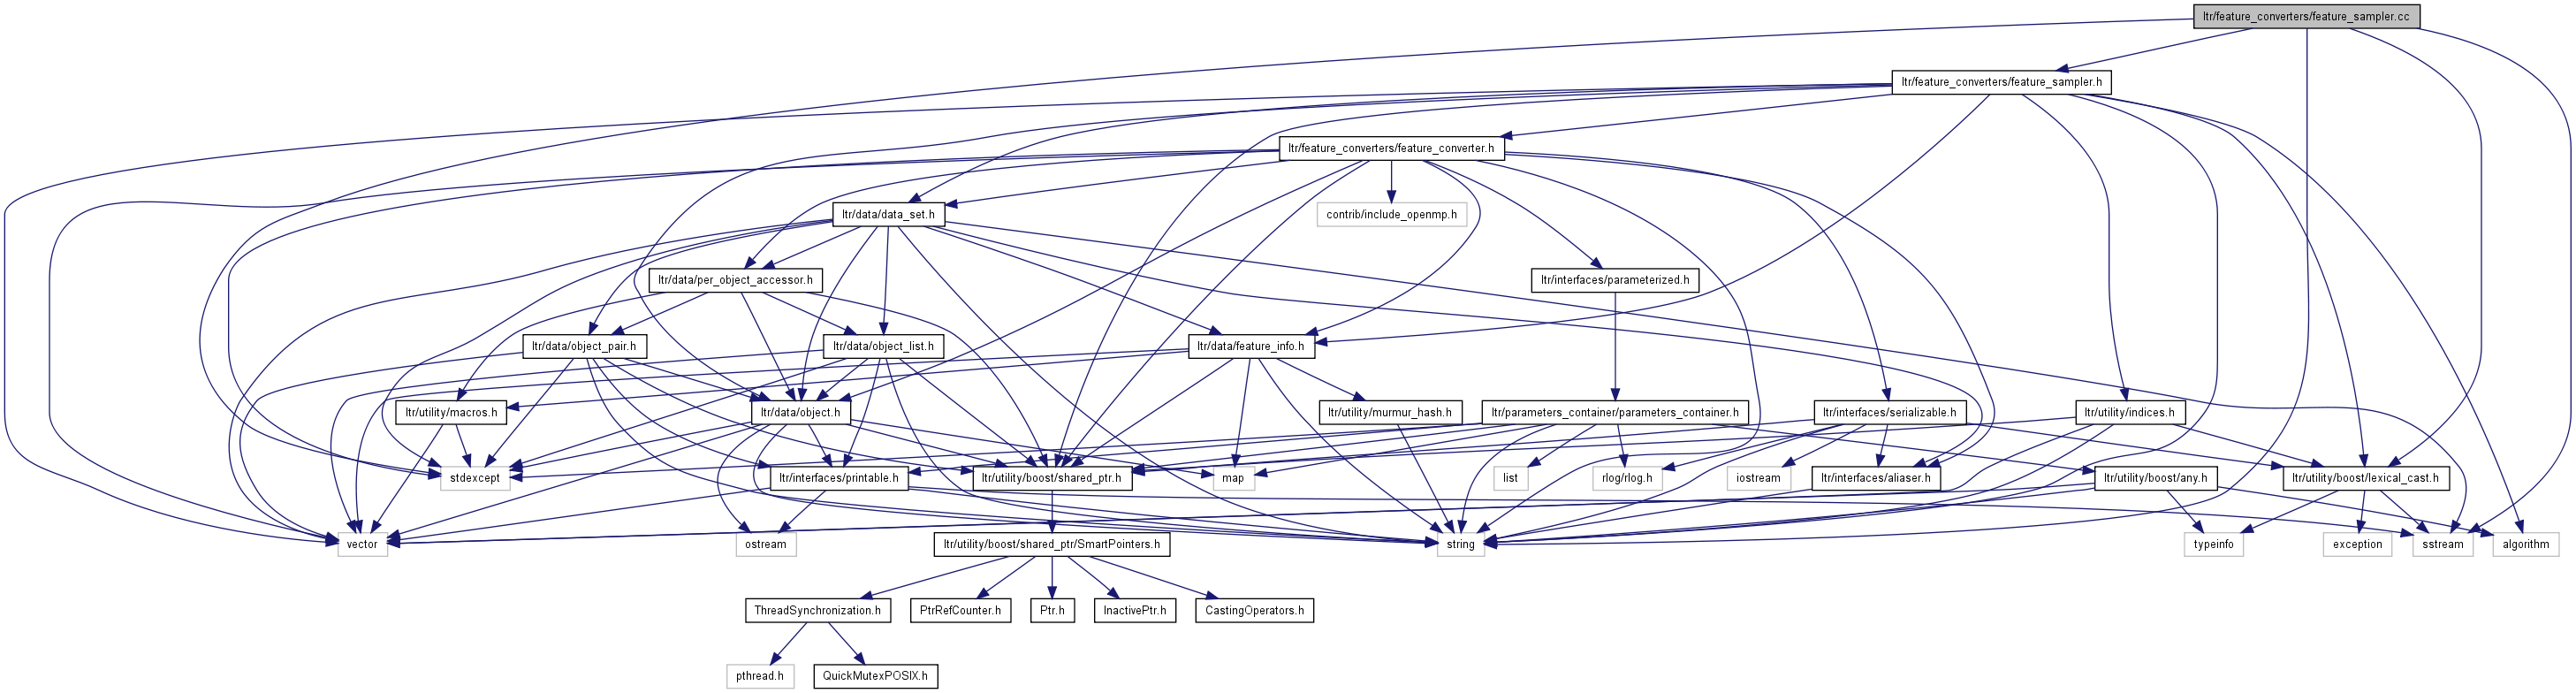 ltr/feature_converters/feature_sampler.cc
ltr/feature_converters/feature_sampler.h
ltr/feature_converters/feature_converter.h
ltr/data/data_set.h
contrib/include_openmp.h
ltr/data/per_object_accessor.h
ltr/interfaces/parameterized.h
ltr/data/object_pair.h
ltr/data/object_list.h
ltr/data/feature_info.h
ltr/utility/macros.h
ltr/data/object.h
ltr/utility/murmur_hash.h
ltr/parameters_container/parameters_container.h
ltr/interfaces/serializable.h
ltr/utility/indices.h
stdexcept
ltr/interfaces/printable.h
ltr/utility/boost/shared_ptr.h
map
list
rlog/rlog.h
iostream
ltr/interfaces/aliaser.h
ltr/utility/boost/any.h
ltr/utility/boost/lexical_cast.h
vector
ostream
ltr/utility/boost/shared_ptr/SmartPointers.h
string
typeinfo
exception
sstream
algorithm
ThreadSynchronization.h
PtrRefCounter.h
Ptr.h
InactivePtr.h
CastingOperators.h
pthread.h
QuickMutexPOSIX.h